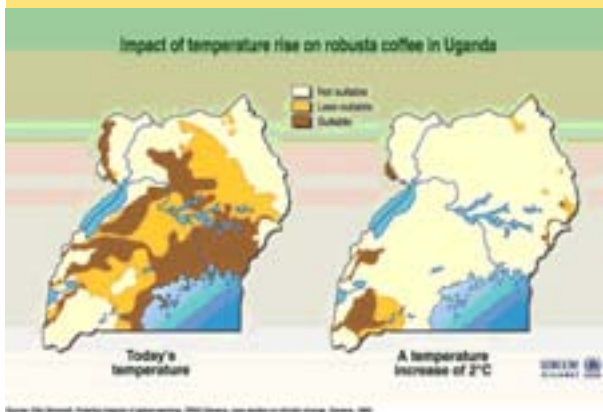 Impact of temperature rise on robusta coffee in Uganda
Not suitable
Less suitable
Suitable
Today's
temperature
A temperature
increase of 2°C